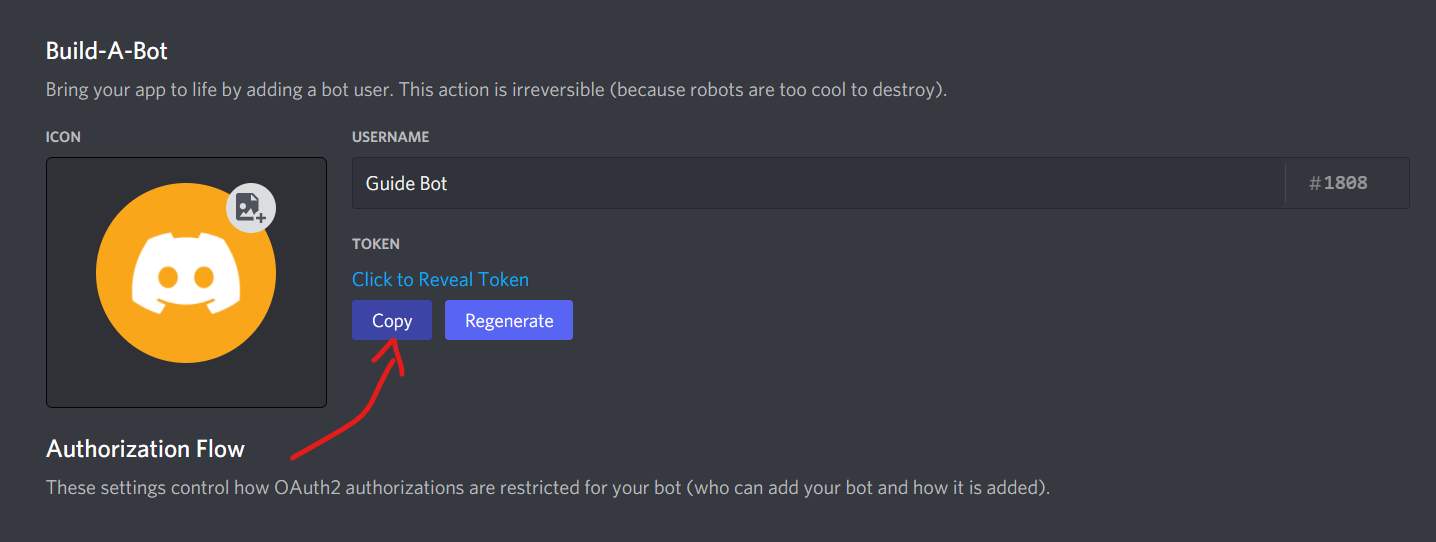 Build-A-Bot
Bring your app to life by adding a bot user. This action is irreversible (because robots are too cool to destroy).
ICON
USERNAME
Guide Bot
#1808
TOKEN
Click to Reveal Token
Copy
Regenerate
Authorization Flow
These settings control how OAuth2 authorizations are restricted for your bot (who can add your bot and how it is added).